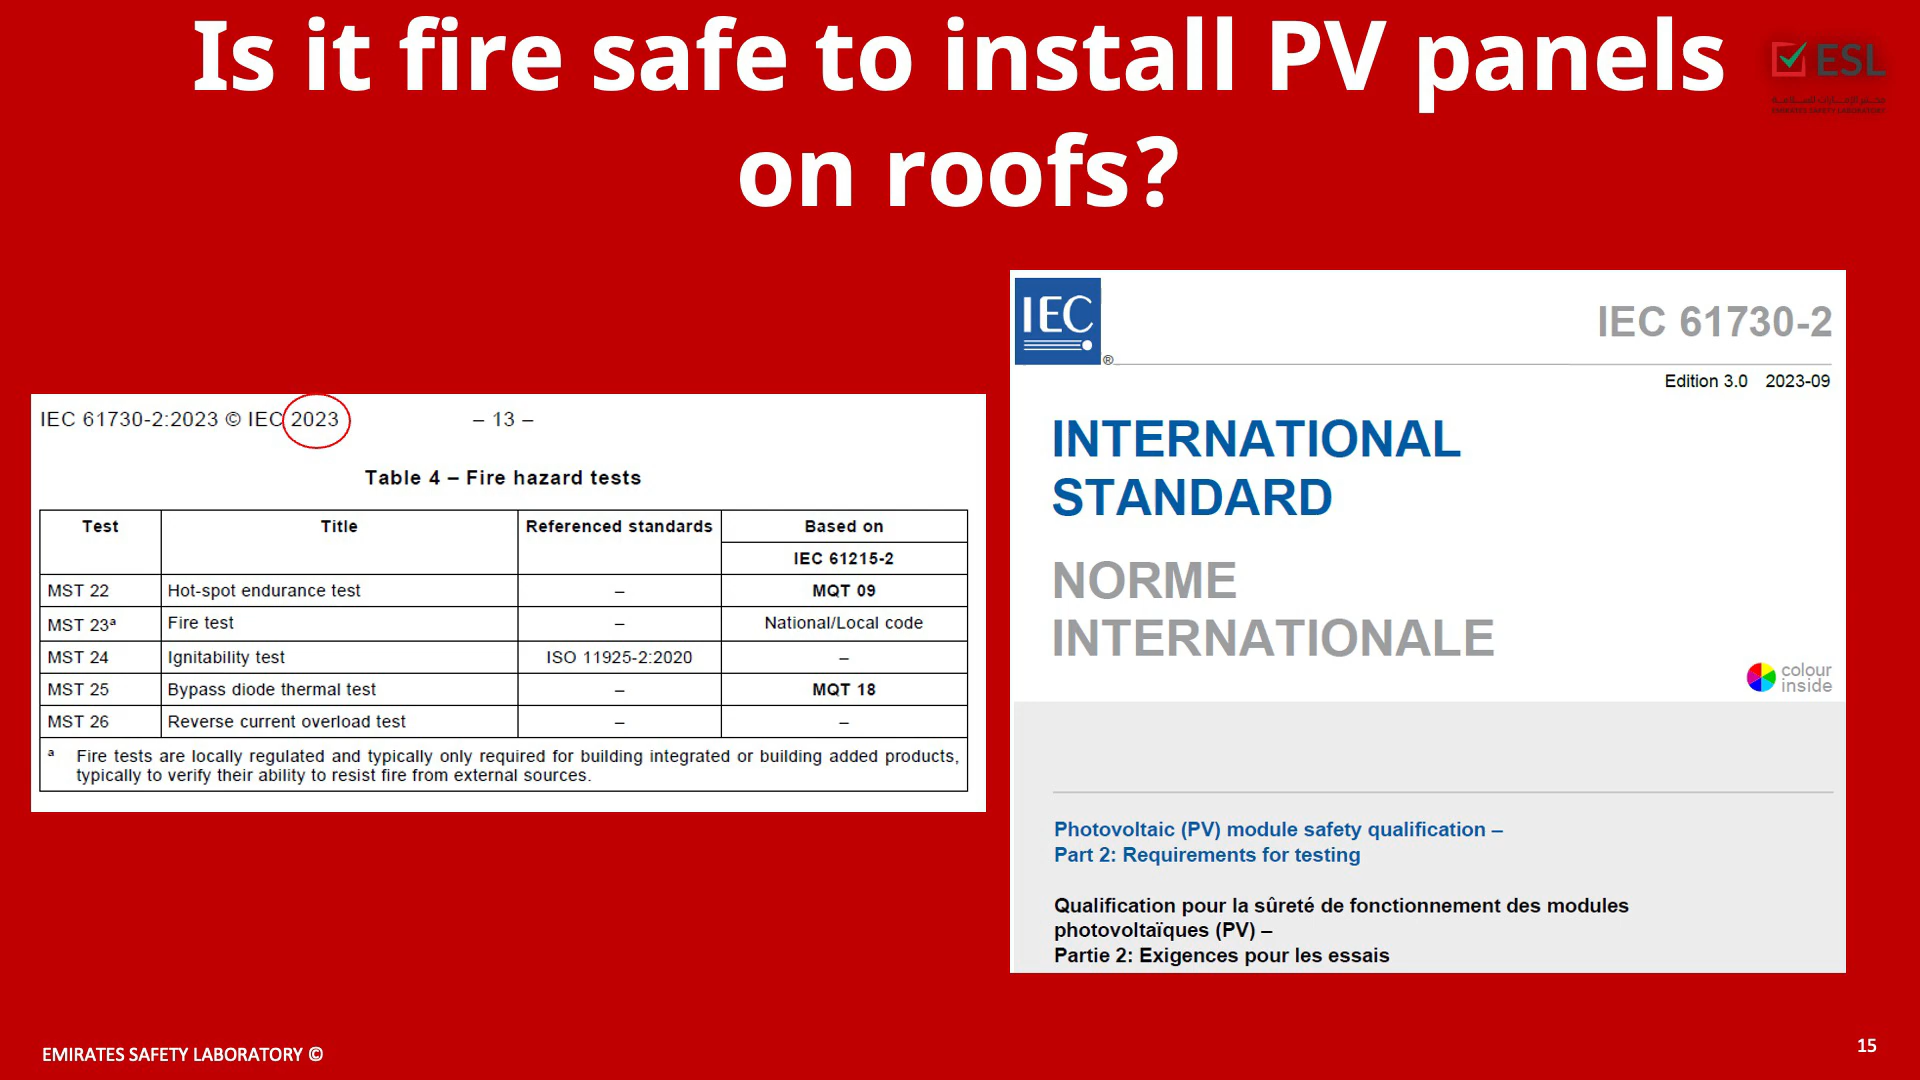 Is it fire safe to install PV panels
on roofs?
ESL
EMIRATES SAFETY LABORATORY
IEC 61730-2:2023 © IEC 2023
– 13 –
Table 4 – Fire hazard tests
Test Title Referenced standards Based on
IEC 61215-2
MST 22 Hot-spot endurance test – MQT 09
MST 23ª Fire test – National/Local code
MST 24 Ignitability test ISO 11925-2:2020 –
MST 25 Bypass diode thermal test – MQT 18
MST 26 Reverse current overload test – –
ª Fire tests are locally regulated and typically only required for building integrated or building added products,
typically to verify their ability to resist fire from external sources.
IEC
®
IEC 61730-2
Edition 3.0 2023-09
INTERNATIONAL
STANDARD
NORME
INTERNATIONALE
colour
inside
Photovoltaic (PV) module safety qualification –
Part 2: Requirements for testing
Qualification pour la sûreté de fonctionnement des modules
photovoltaïques (PV) –
Partie 2: Exigences pour les essais
EMIRATES SAFETY LABORATORY ©
15